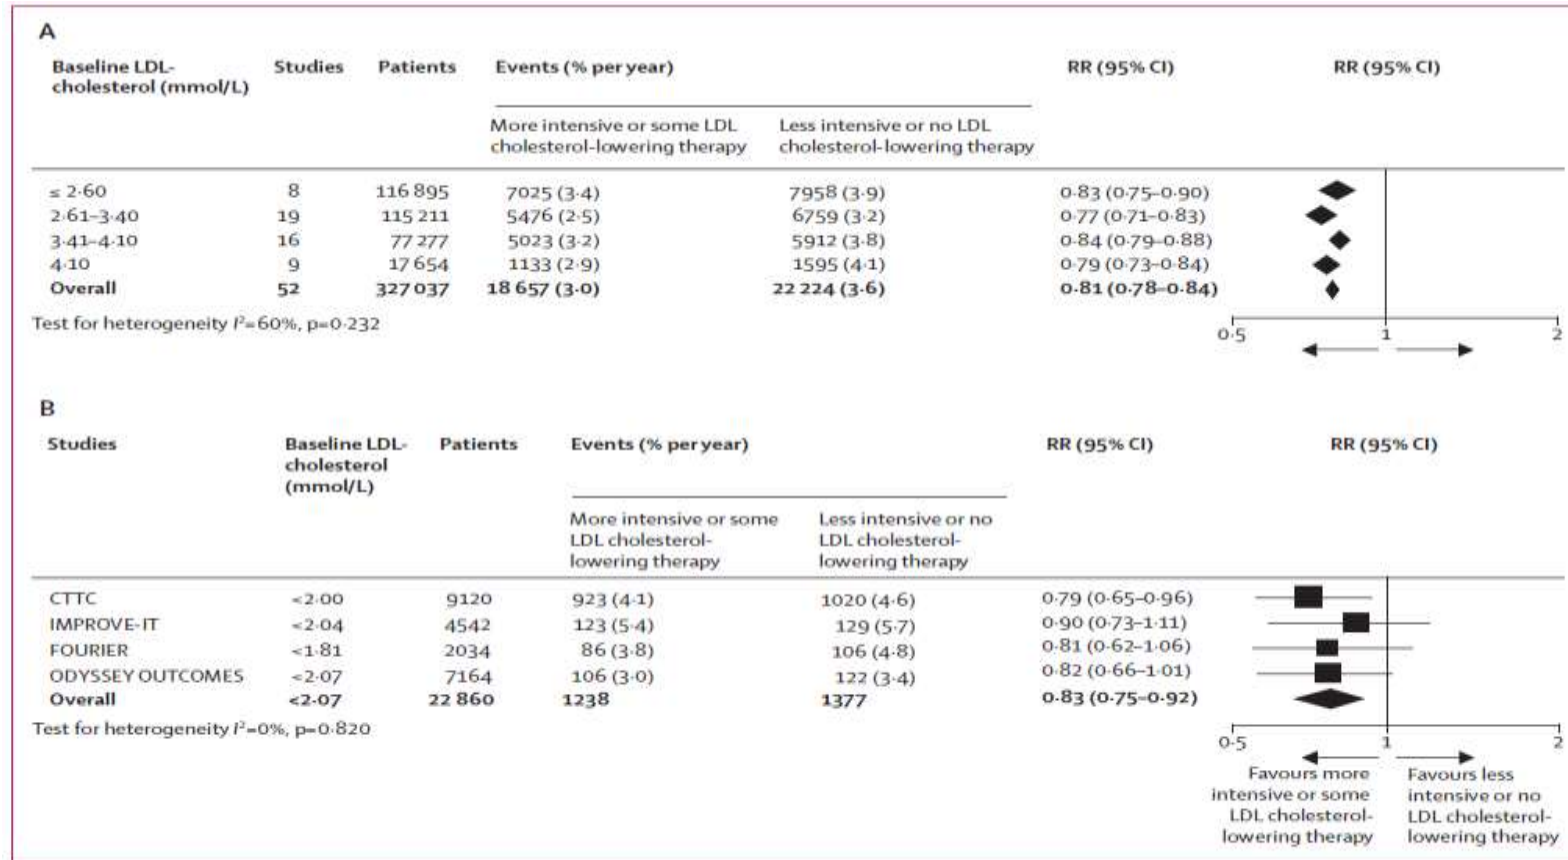 A
Baseline LDL-cholesterol (mmol/L) Studies Patients Events (% per year) RR (95% CI) RR (95% CI)
More intensive or some LDL cholesterol-lowering therapy Less intensive or no LDL cholesterol-lowering therapy
≤ 2·60 8 116 895 7025 (3·4) 7958 (3·9) 0·83 (0·75–0·90)
2·61–3·40 19 115 211 5476 (2·5) 6759 (3·2) 0·77 (0·71–0·83)
3·41–4·10 16 77 277 5023 (3·2) 5912 (3·8) 0·84 (0·79–0·88)
4·10 9 17 654 1133 (2·9) 1595 (4·1) 0·79 (0·73–0·84)
Overall 52 327 037 18 657 (3·0) 22 224 (3·6) 0·81 (0·78–0·84)
Test for heterogeneity I²=60%, p=0·232
0·5 1 2
B
Studies Baseline LDL-cholesterol (mmol/L) Patients Events (% per year) RR (95% CI) RR (95% CI)
More intensive or some LDL cholesterol-lowering therapy Less intensive or no LDL cholesterol-lowering therapy
CTTC <2·00 9120 923 (4·1) 1020 (4·6) 0·79 (0·65–0·96)
IMPROVE-IT <2·04 4542 123 (5·4) 129 (5·7) 0·90 (0·73–1·11)
FOURIER <1·81 2034 86 (3·8) 106 (4·8) 0·81 (0·62–1·06)
ODYSSEY OUTCOMES <2·07 7164 106 (3·0) 122 (3·4) 0·82 (0·66–1·01)
Overall <2·07 22 860 1238 1377 0·83 (0·75–0·92)
Test for heterogeneity I²=0%, p=0·820
0·5 1 2
Favours more intensive or some LDL cholesterol-lowering therapy Favours less intensive or no LDL cholesterol-lowering therapy